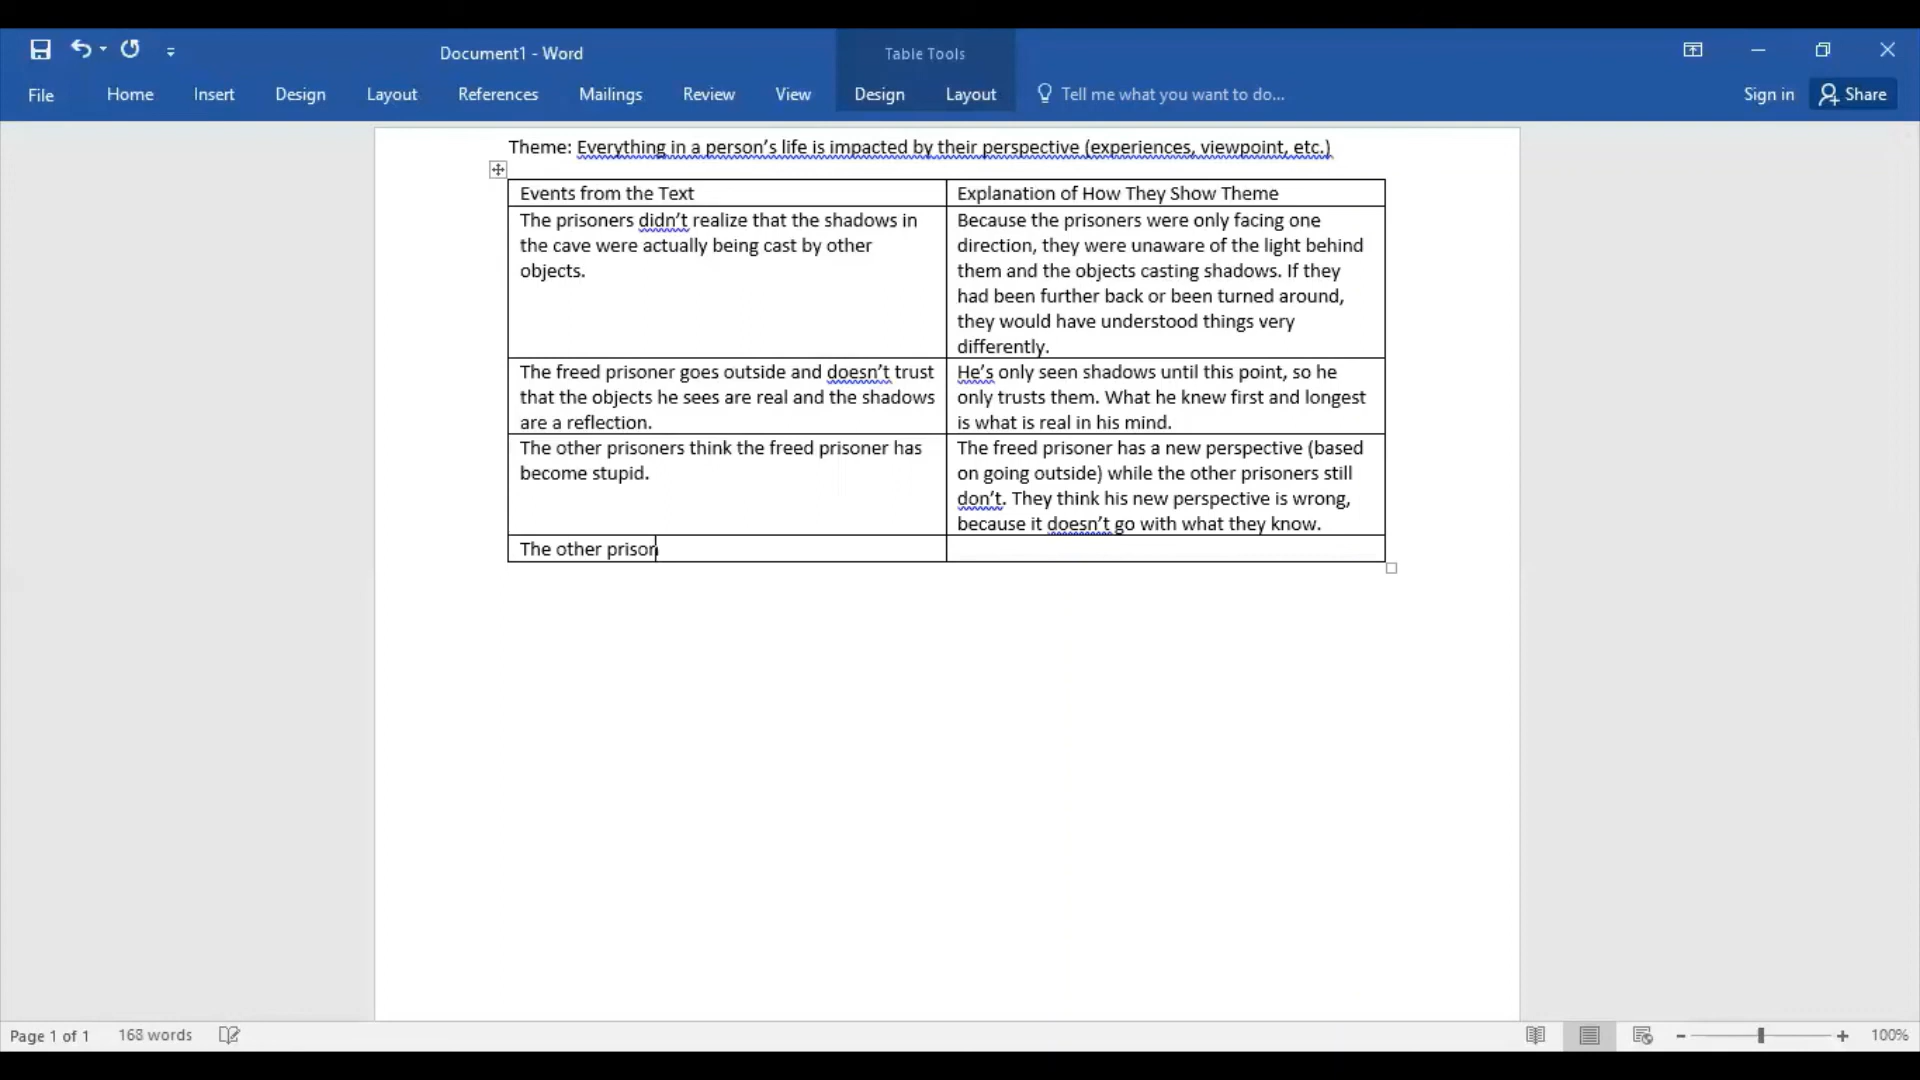 Document1 - Word
Table Tools
File
Home
Insert
Design
Layout
References
Mailings
Review
View
Design
Layout
Tell me what you want to do...
Sign in
Share
Theme: Everything in a person's life is impacted by their perspective (experiences, viewpoint, etc.)
Events from the Text
Explanation of How They Show Theme
The prisoners didn't realize that the shadows in
the cave were actually being cast by other
objects.
Because the prisoners were only facing one
direction, they were unaware of the light behind
them and the objects casting shadows. If they
had been further back or been turned around,
they would have understood things very
differently.
The freed prisoner goes outside and doesn't trust
that the objects he sees are real and the shadows
are a reflection.
He's only seen shadows until this point, so he
only trusts them. What he knew first and longest
is what is real in his mind.
The other prisoners think the freed prisoner has
become stupid.
The freed prisoner has a new perspective (based
on going outside) while the other prisoners still
don't. They think his new perspective is wrong,
because it doesn't go with what they know.
The other prison
Page 1 of 1
168 words
100%